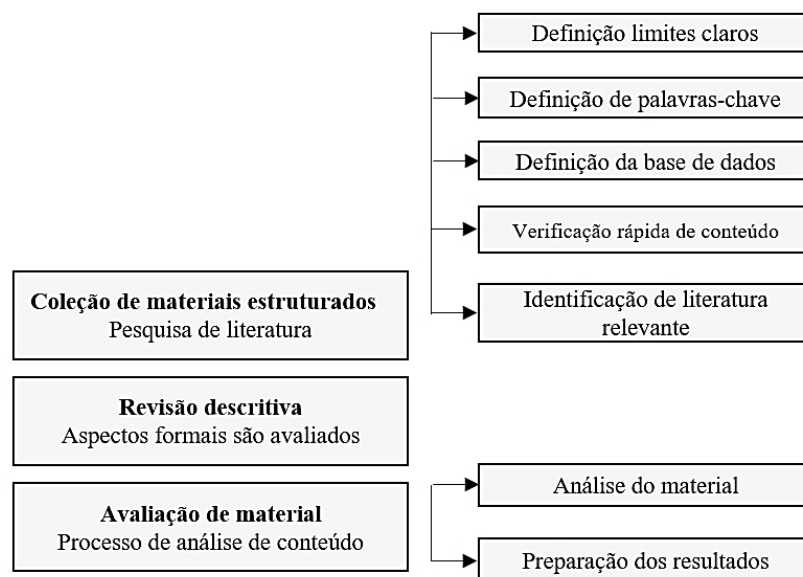 Definição limites claros
Definição de palavras-chave
Definição da base de dados
Verificação rápida de conteúdo
Identificação de literatura
relevante
Coleção de materiais estruturados
Pesquisa de literatura
Revisão descritiva
Aspectos formais são avaliados
Avaliação de material
Processo de análise de conteúdo
Análise do material
Preparação dos resultados